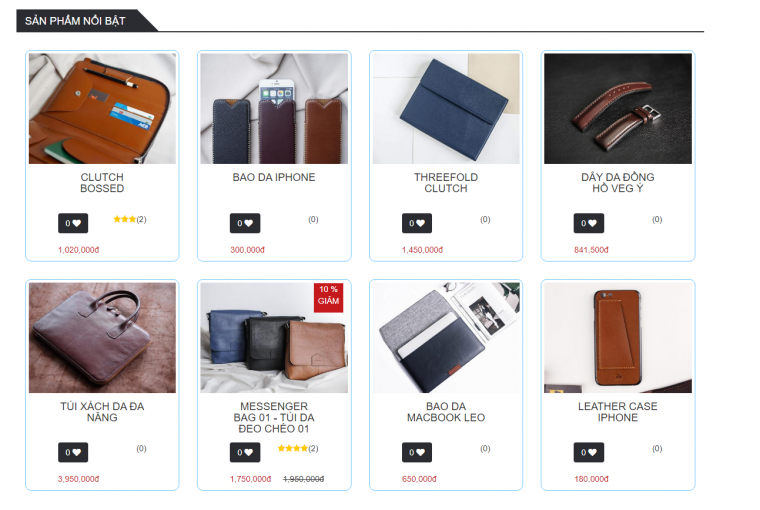 SẢN PHẨM NỔI BẬT
CLUTCH
BOSSED
0
(2)
1,020,000đ
BAO DA IPHONE
0
(0)
300,000đ
THREEFOLD
CLUTCH
0
(0)
1,450,000đ
DÂY DA ĐỒNG
HỒ VEG Ý
0
(0)
841,500đ
TÚI XÁCH DA ĐA
NĂNG
0
(0)
3,950,000đ
10 %
GIẢM
MESSENGER
BAG 01 - TÚI DA
ĐEO CHÉO 01
0
(2)
1,750,000đ 1,950,000đ
BAO DA
MACBOOK LEO
0
(0)
650,000đ
LEATHER CASE
IPHONE
0
(0)
180,000đ